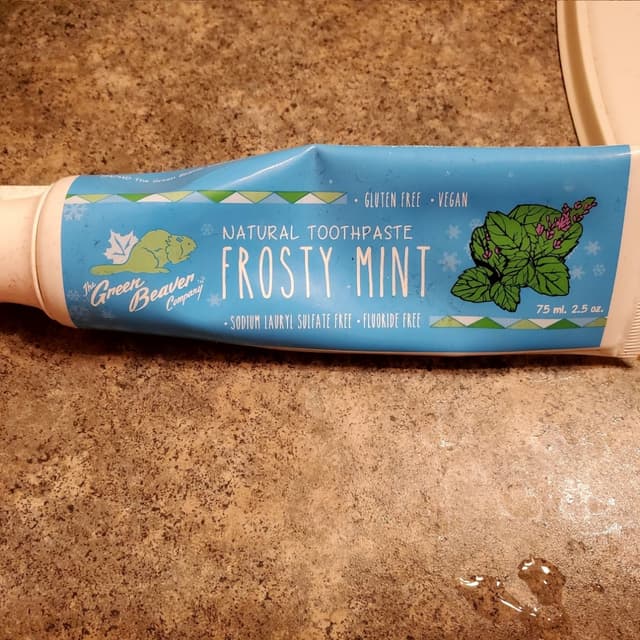 • GLUTEN FREE • VEGAN
NATURAL TOOTHPASTE
FROSTY MINT
The
Green
Beaver
Company
• SODIUM LAURYL SULFATE FREE • FLUORIDE FREE
75 ml. 2.5 oz.